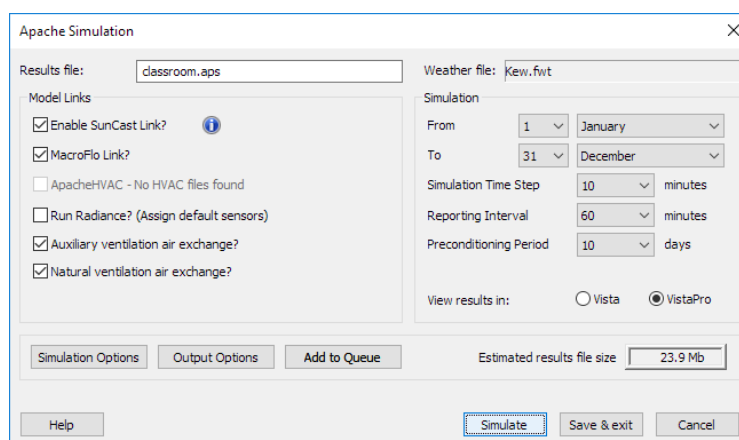 Apache Simulation
Results file: classroom.aps
Weather file: Kew.fwt
Model Links
Enable SunCast Link?
MacroFlo Link?
ApacheHVAC - No HVAC files found
Run Radiance? (Assign default sensors)
Auxiliary ventilation air exchange?
Natural ventilation air exchange?
Simulation
From 1 January
To 31 December
Simulation Time Step 10 minutes
Reporting Interval 60 minutes
Preconditioning Period 10 days
View results in: Vista VistaPro
Simulation Options Output Options Add to Queue Estimated results file size 23.9 Mb
Help Simulate Save & exit Cancel